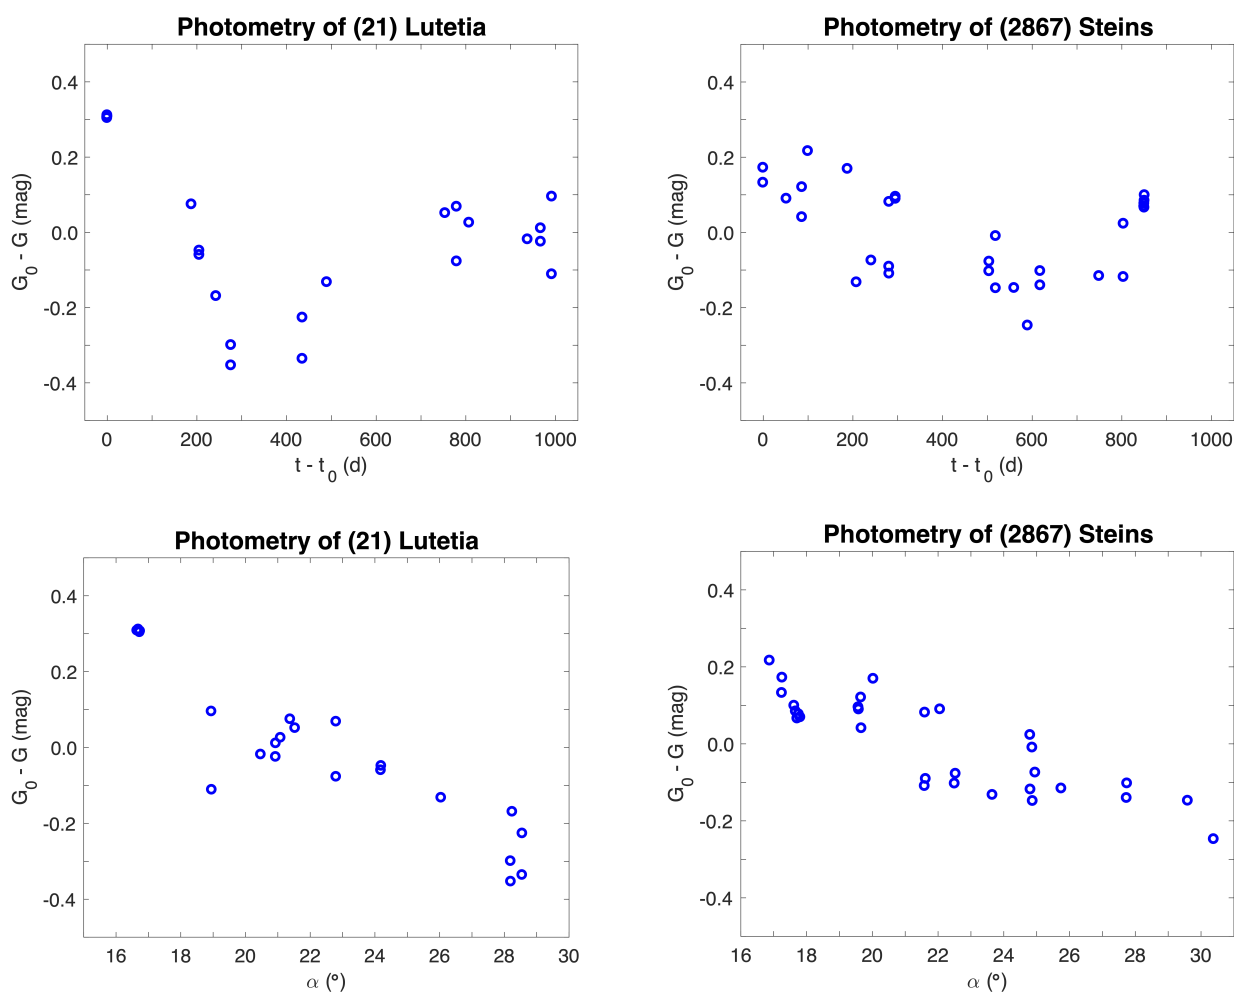 Photometry of (21) Lutetia
0.4
0.2
0.0
-0.2
-0.4
G0 - G (mag)
0 200 400 600 800 1000
t - t0 (d)
Photometry of (2867) Steins
0.4
0.2
0.0
-0.2
-0.4
G0 - G (mag)
0 200 400 600 800 1000
t - t0 (d)
Photometry of (21) Lutetia
0.4
0.2
0.0
-0.2
-0.4
G0 - G (mag)
16 18 20 22 24 26 28 30
α (°)
Photometry of (2867) Steins
0.4
0.2
0.0
-0.2
-0.4
G0 - G (mag)
16 18 20 22 24 26 28 30
α (°)